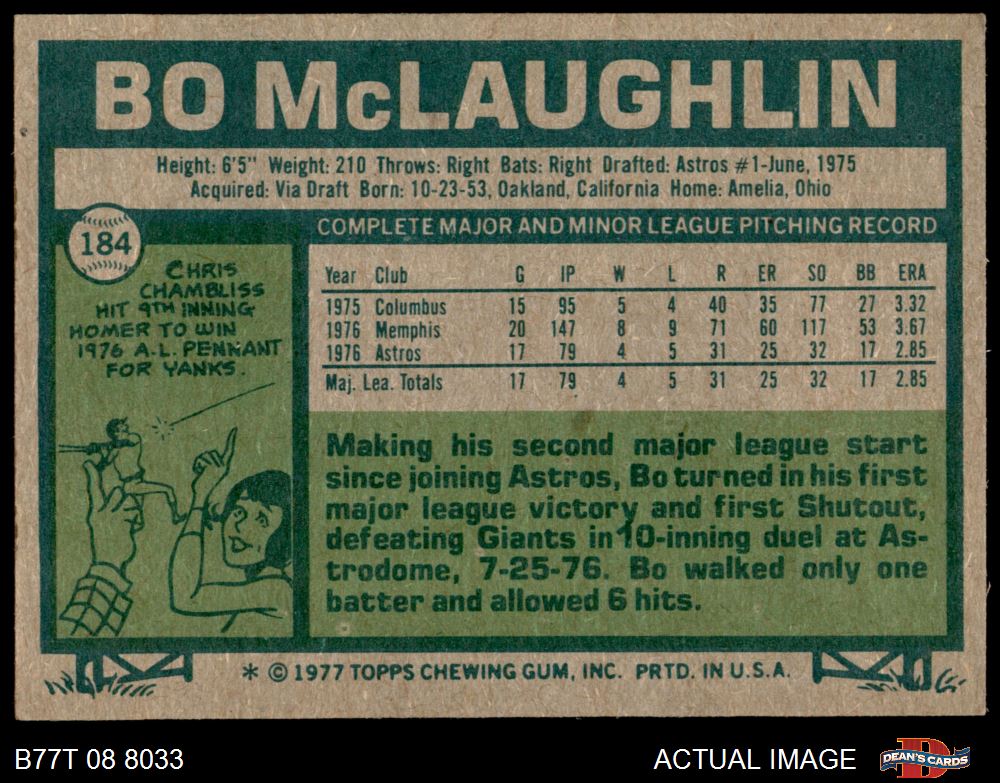 BO McLAUGHLIN
Height: 6'5" Weight: 210 Throws: Right Bats: Right Drafted: Astros #1-June, 1975
Acquired: Via Draft Born: 10-23-53, Oakland, California Home: Amelia, Ohio
184
CHRIS
CHAMBLISS
HIT 9TH INNING
HOMER TO WIN
1976 A.L. PENNANT
FOR YANKS.
COMPLETE MAJOR AND MINOR LEAGUE PITCHING RECORD
Year Club G IP W L R ER SO BB ERA
1975 Columbus 15 95 5 4 40 35 77 27 3.32
1976 Memphis 20 147 8 9 71 60 117 53 3.67
1976 Astros 17 79 4 5 31 25 32 17 2.85
Maj. Lea. Totals 17 79 4 5 31 25 32 17 2.85
Making his second major league start
since joining Astros, Bo turned in his first
major league victory and first Shutout,
defeating Giants in 10-inning duel at As-
trodome, 7-25-76. Bo walked only one
batter and allowed 6 hits.
* © 1977 TOPPS CHEWING GUM, INC. PRTD. IN U.S.A.
B77T 08 8033
ACTUAL IMAGE
D
DEAN'S CARDS